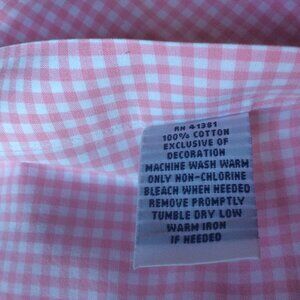 RN 41381
100% COTTON
EXCLUSIVE OF
DECORATION
MACHINE WASH WARM
ONLY NON-CHLORINE
BLEACH WHEN NEEDED
REMOVE PROMPTLY
TUMBLE DRY LOW
WARM IRON
IF NEEDED